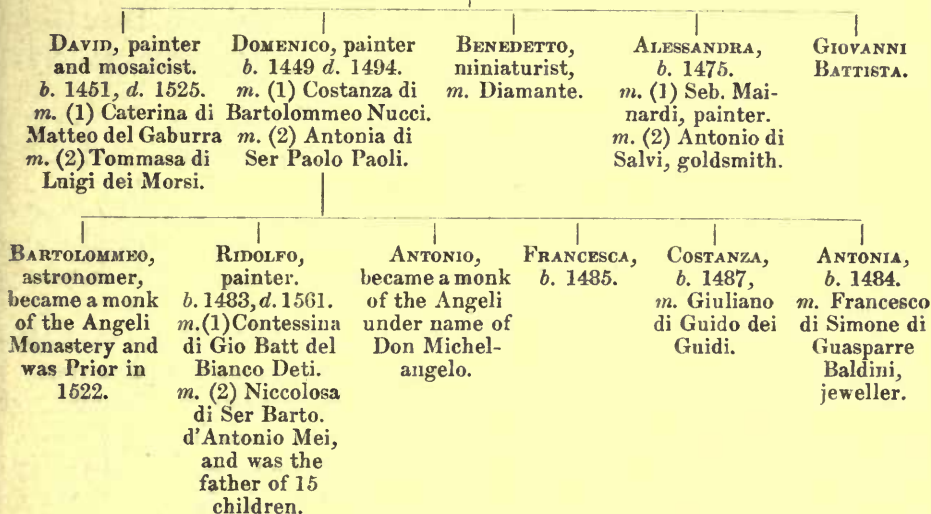 DAVID, painter
and mosaicist.
b. 1451, d. 1525.
m. (1) Caterina di
Matteo del Gaburra
m. (2) Tommasa di
Luigi dei Morsi.
DOMENICO, painter
b. 1449 d. 1494.
m. (1) Costanza di
Bartolommeo Nucci.
m. (2) Antonia di
Ser Paolo Paoli.
BENEDETTO,
miniaturist,
m. Diamante.
ALESSANDRA,
b. 1475.
m. (1) Seb. Mai-
nardi, painter.
m. (2) Antonio di
Salvi, goldsmith.
GIOVANNI
BATTISTA.
BARTOLOMMEO,
astronomer,
became a monk
of the Angeli
Monastery and
was Prior in
1522.
RIDOLFO,
painter.
b. 1483, d. 1561.
m. (1) Contessina
di Gio Batt del
Bianco Deti.
m. (2) Niccolosa
di Ser Barto.
d'Antonio Mei,
and was the
father of 15
children.
ANTONIO,
became a monk
of the Angeli
under name of
Don Michel-
angelo.
FRANCESCA,
b. 1485.
COSTANZA,
b. 1487,
m. Giuliano
di Guido dei
Guidi.
ANTONIA,
b. 1484.
m. Francesco
di Simone di
Guasparre
Baldini,
jeweller.